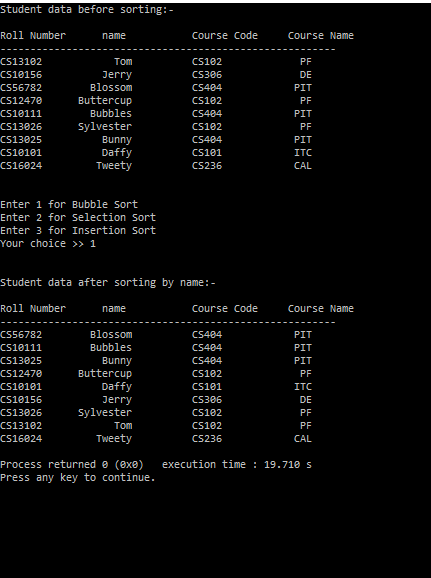 Student data before sorting:-
Roll Number      name           Course Code     Course Name
--------------------------------------------------------
CS13102            Tom          CS102             PF
CS10156          Jerry          CS306             DE
CS56782        Blossom          CS404            PIT
CS12470      Buttercup          CS102             PF
CS10111        Bubbles          CS404            PIT
CS13026      Sylvester          CS102             PF
CS13025          Bunny          CS404            PIT
CS10101          Daffy          CS101            ITC
CS16024         Tweety          CS236            CAL
Enter 1 for Bubble Sort
Enter 2 for Selection Sort
Enter 3 for Insertion Sort
Your choice >> 1
Student data after sorting by name:-
Roll Number      name           Course Code     Course Name
--------------------------------------------------------
CS56782        Blossom          CS404            PIT
CS10111        Bubbles          CS404            PIT
CS13025          Bunny          CS404            PIT
CS12470      Buttercup          CS102             PF
CS10101          Daffy          CS101            ITC
CS10156          Jerry          CS306             DE
CS13026      Sylvester          CS102             PF
CS13102            Tom          CS102             PF
CS16024         Tweety          CS236            CAL
Process returned 0 (0x0)   execution time : 19.710 s
Press any key to continue.